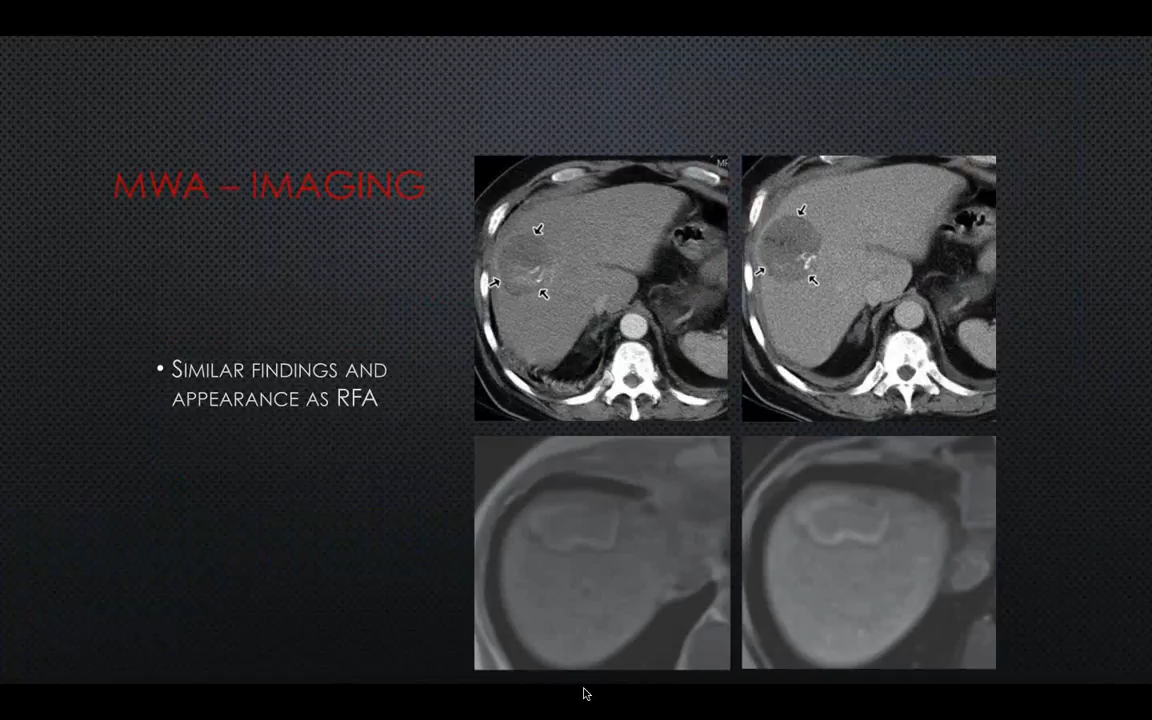 MWA – IMAGING
• SIMILAR FINDINGS AND
APPEARANCE AS RFA